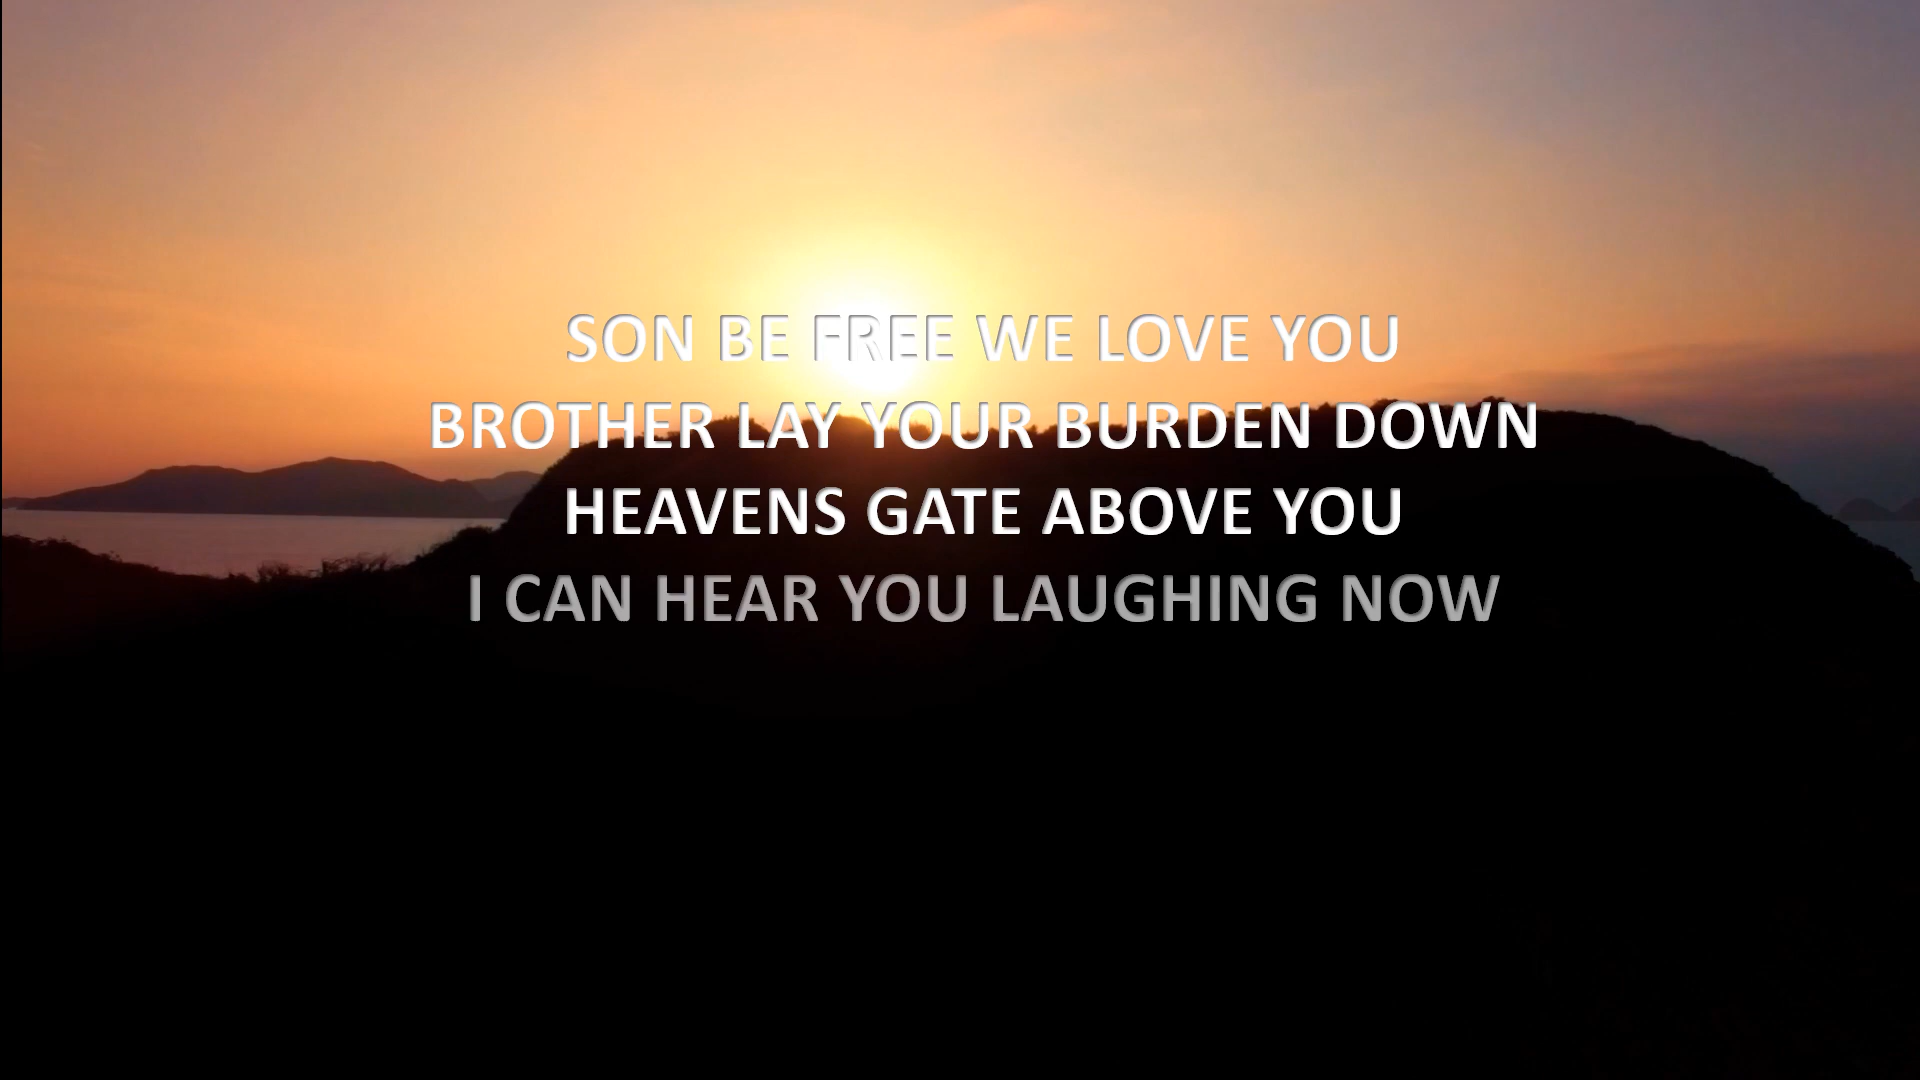 SON BE FREE WE LOVE YOU
BROTHER LAY YOUR BURDEN DOWN
HEAVENS GATE ABOVE YOU
I CAN HEAR YOU LAUGHING NOW